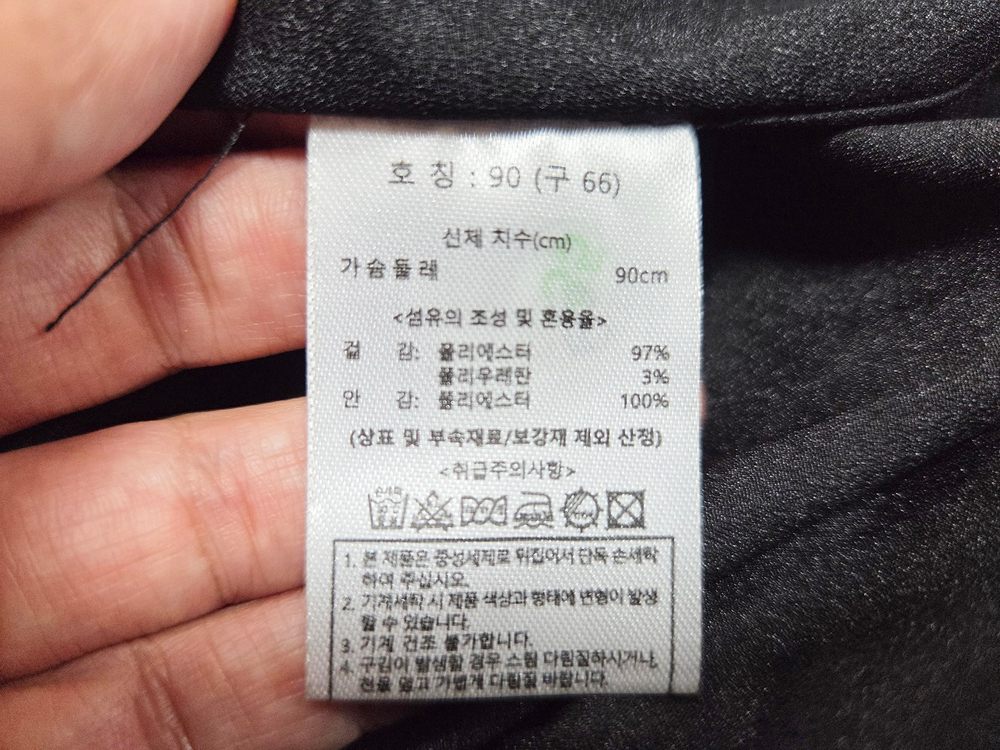 호 칭 : 90 (구 66)
신체 치수(cm)
가 슴 둘 레 90cm
<섬유의 조성 및 혼용율>
겉 감: 폴리에스터 97%
폴리우레탄 3%
안 감: 폴리에스터 100%
(상표 및 부속재료/보강재 제외 산정)
<취급주의사항>
1. 본 제품은 중성세제로 뒤집어서 단독 손세탁
하여 주십시오.
2. 기계세탁 시 제품 색상과 형태에 변형이 발생
할 수 있습니다.
3. 기계 건조 불가합니다.
4. 구김이 발생할 경우 스팀 다림질하시거나,
천을 덮고 가볍게 다림질 바랍니다.